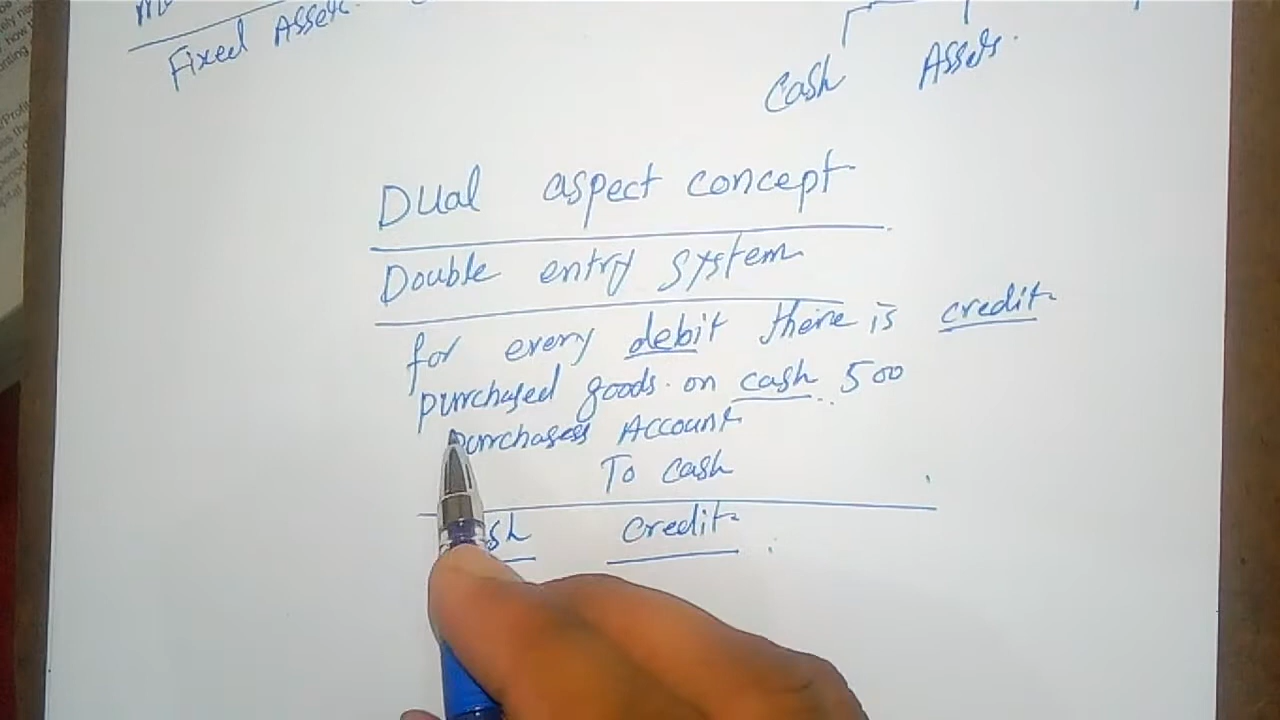 Fixed Assets.
Cash Assets.
Dual aspect concept
Double entry system
for every debit there is credit
purchased goods on cash 500
purchases Account
To cash
sh credit